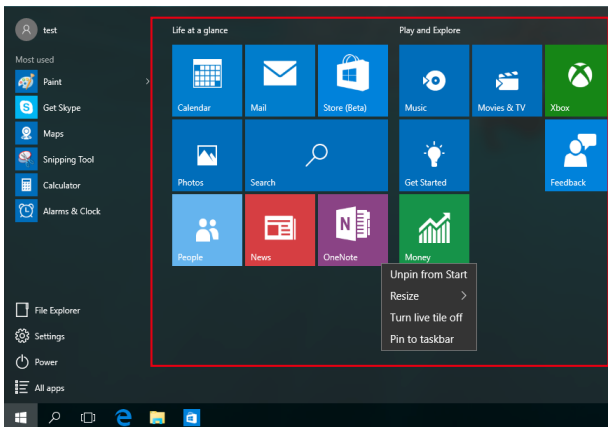 test
Most used
Paint
Get Skype
Maps
Snipping Tool
Calculator
Alarms & Clock
File Explorer
Settings
Power
All apps
Life at a glance
Calendar
Mail
Store (Beta)
Photos
Search
People
News
N
OneNote
Play and Explore
Music
Movies & TV
Xbox
Get Started
Feedback
Money
Unpin from Start
Resize
Turn live tile off
Pin to taskbar